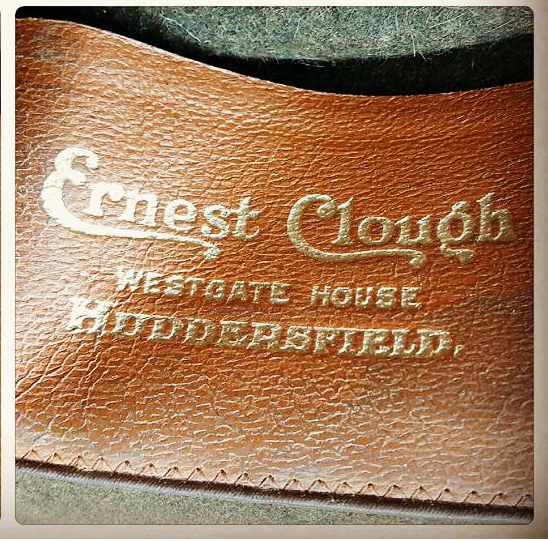 Ernest Clough
WESTGATE HOUSE
HUDDERSFIELD.